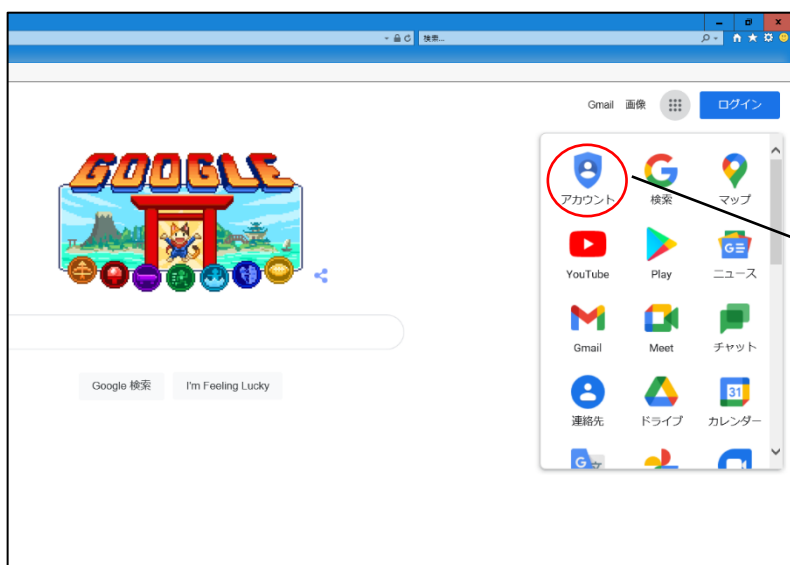 検索...
Gmail 画像 ログイン
GOOGLE
アカウント 検索 マップ
YouTube Play ニュース
Gmail Meet チャット
連絡先 ドライブ カレンダー
31
Google 検索 I'm Feeling Lucky